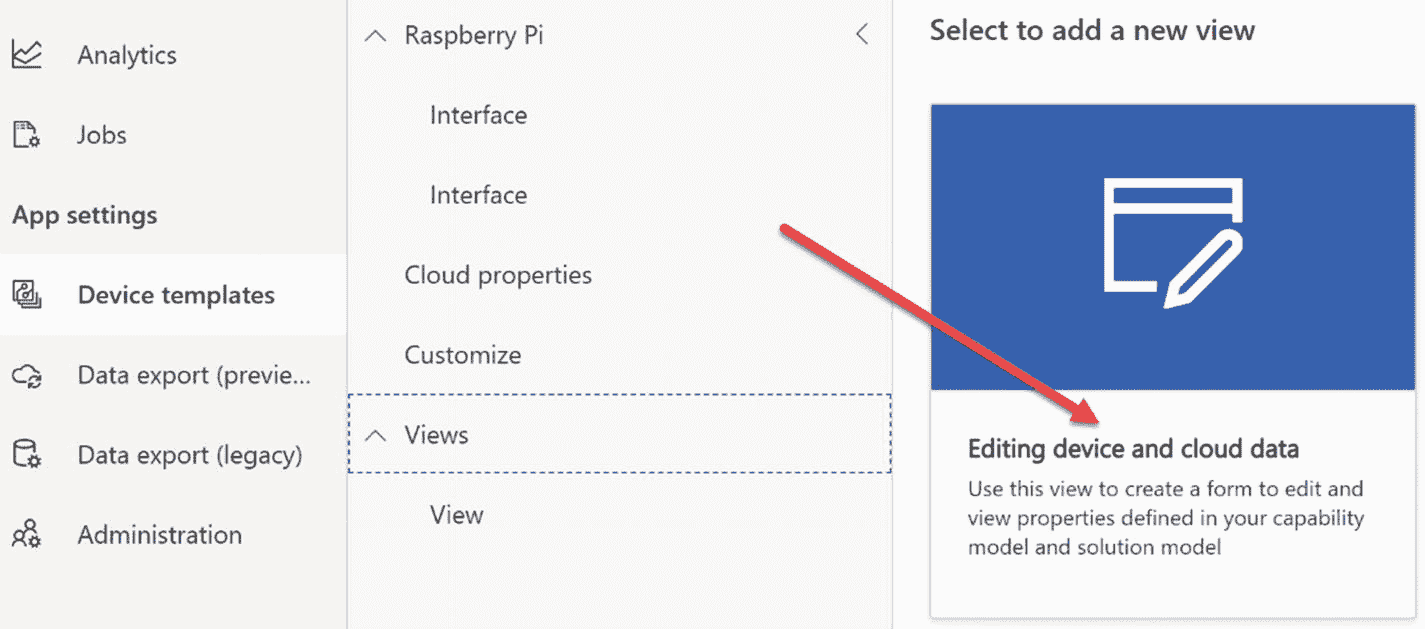 Analytics
Jobs
App settings
Device templates
Data export (previe...
Data export (legacy)
Administration
Raspberry Pi
Interface
Interface
Cloud properties
Customize
Views
View
Select to add a new view
Editing device and cloud data
Use this view to create a form to edit and
view properties defined in your capability
model and solution model